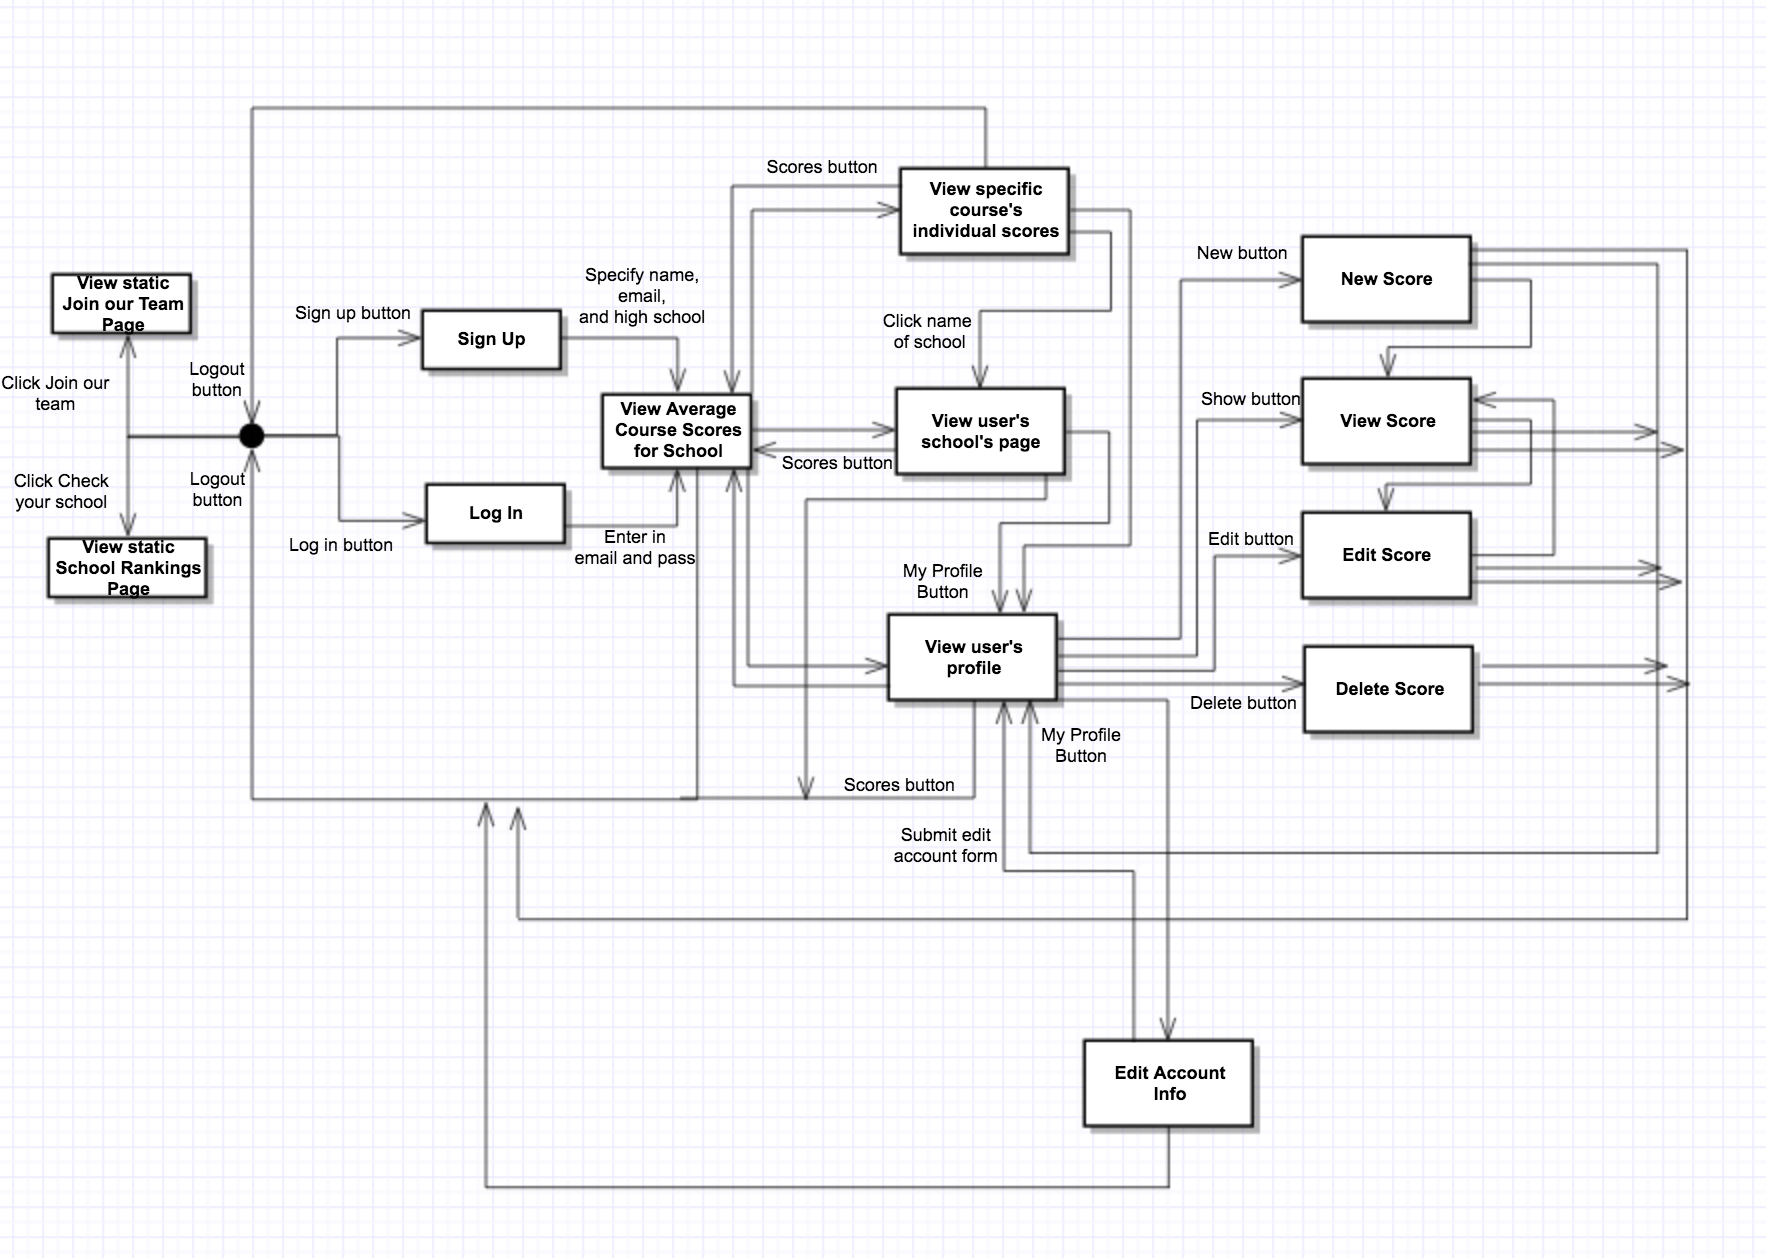 Scores button
View specific
course's
individual scores
New button
New Score
Specify name,
email,
and high school
View static
Join our Team
Page
Sign up button
Sign Up
Click name
of school
Click Join our
team
Logout
button
View Average
Course Scores
for School
View user's
school's page
Show button
View Score
Scores button
Click Check
your school
Logout
button
Log In
Log in button
Enter in
email and pass
View static
School Rankings
Page
Edit button
Edit Score
My Profile
Button
View user's
profile
Delete button
Delete Score
My Profile
Button
Scores button
Submit edit
account form
Edit Account
Info